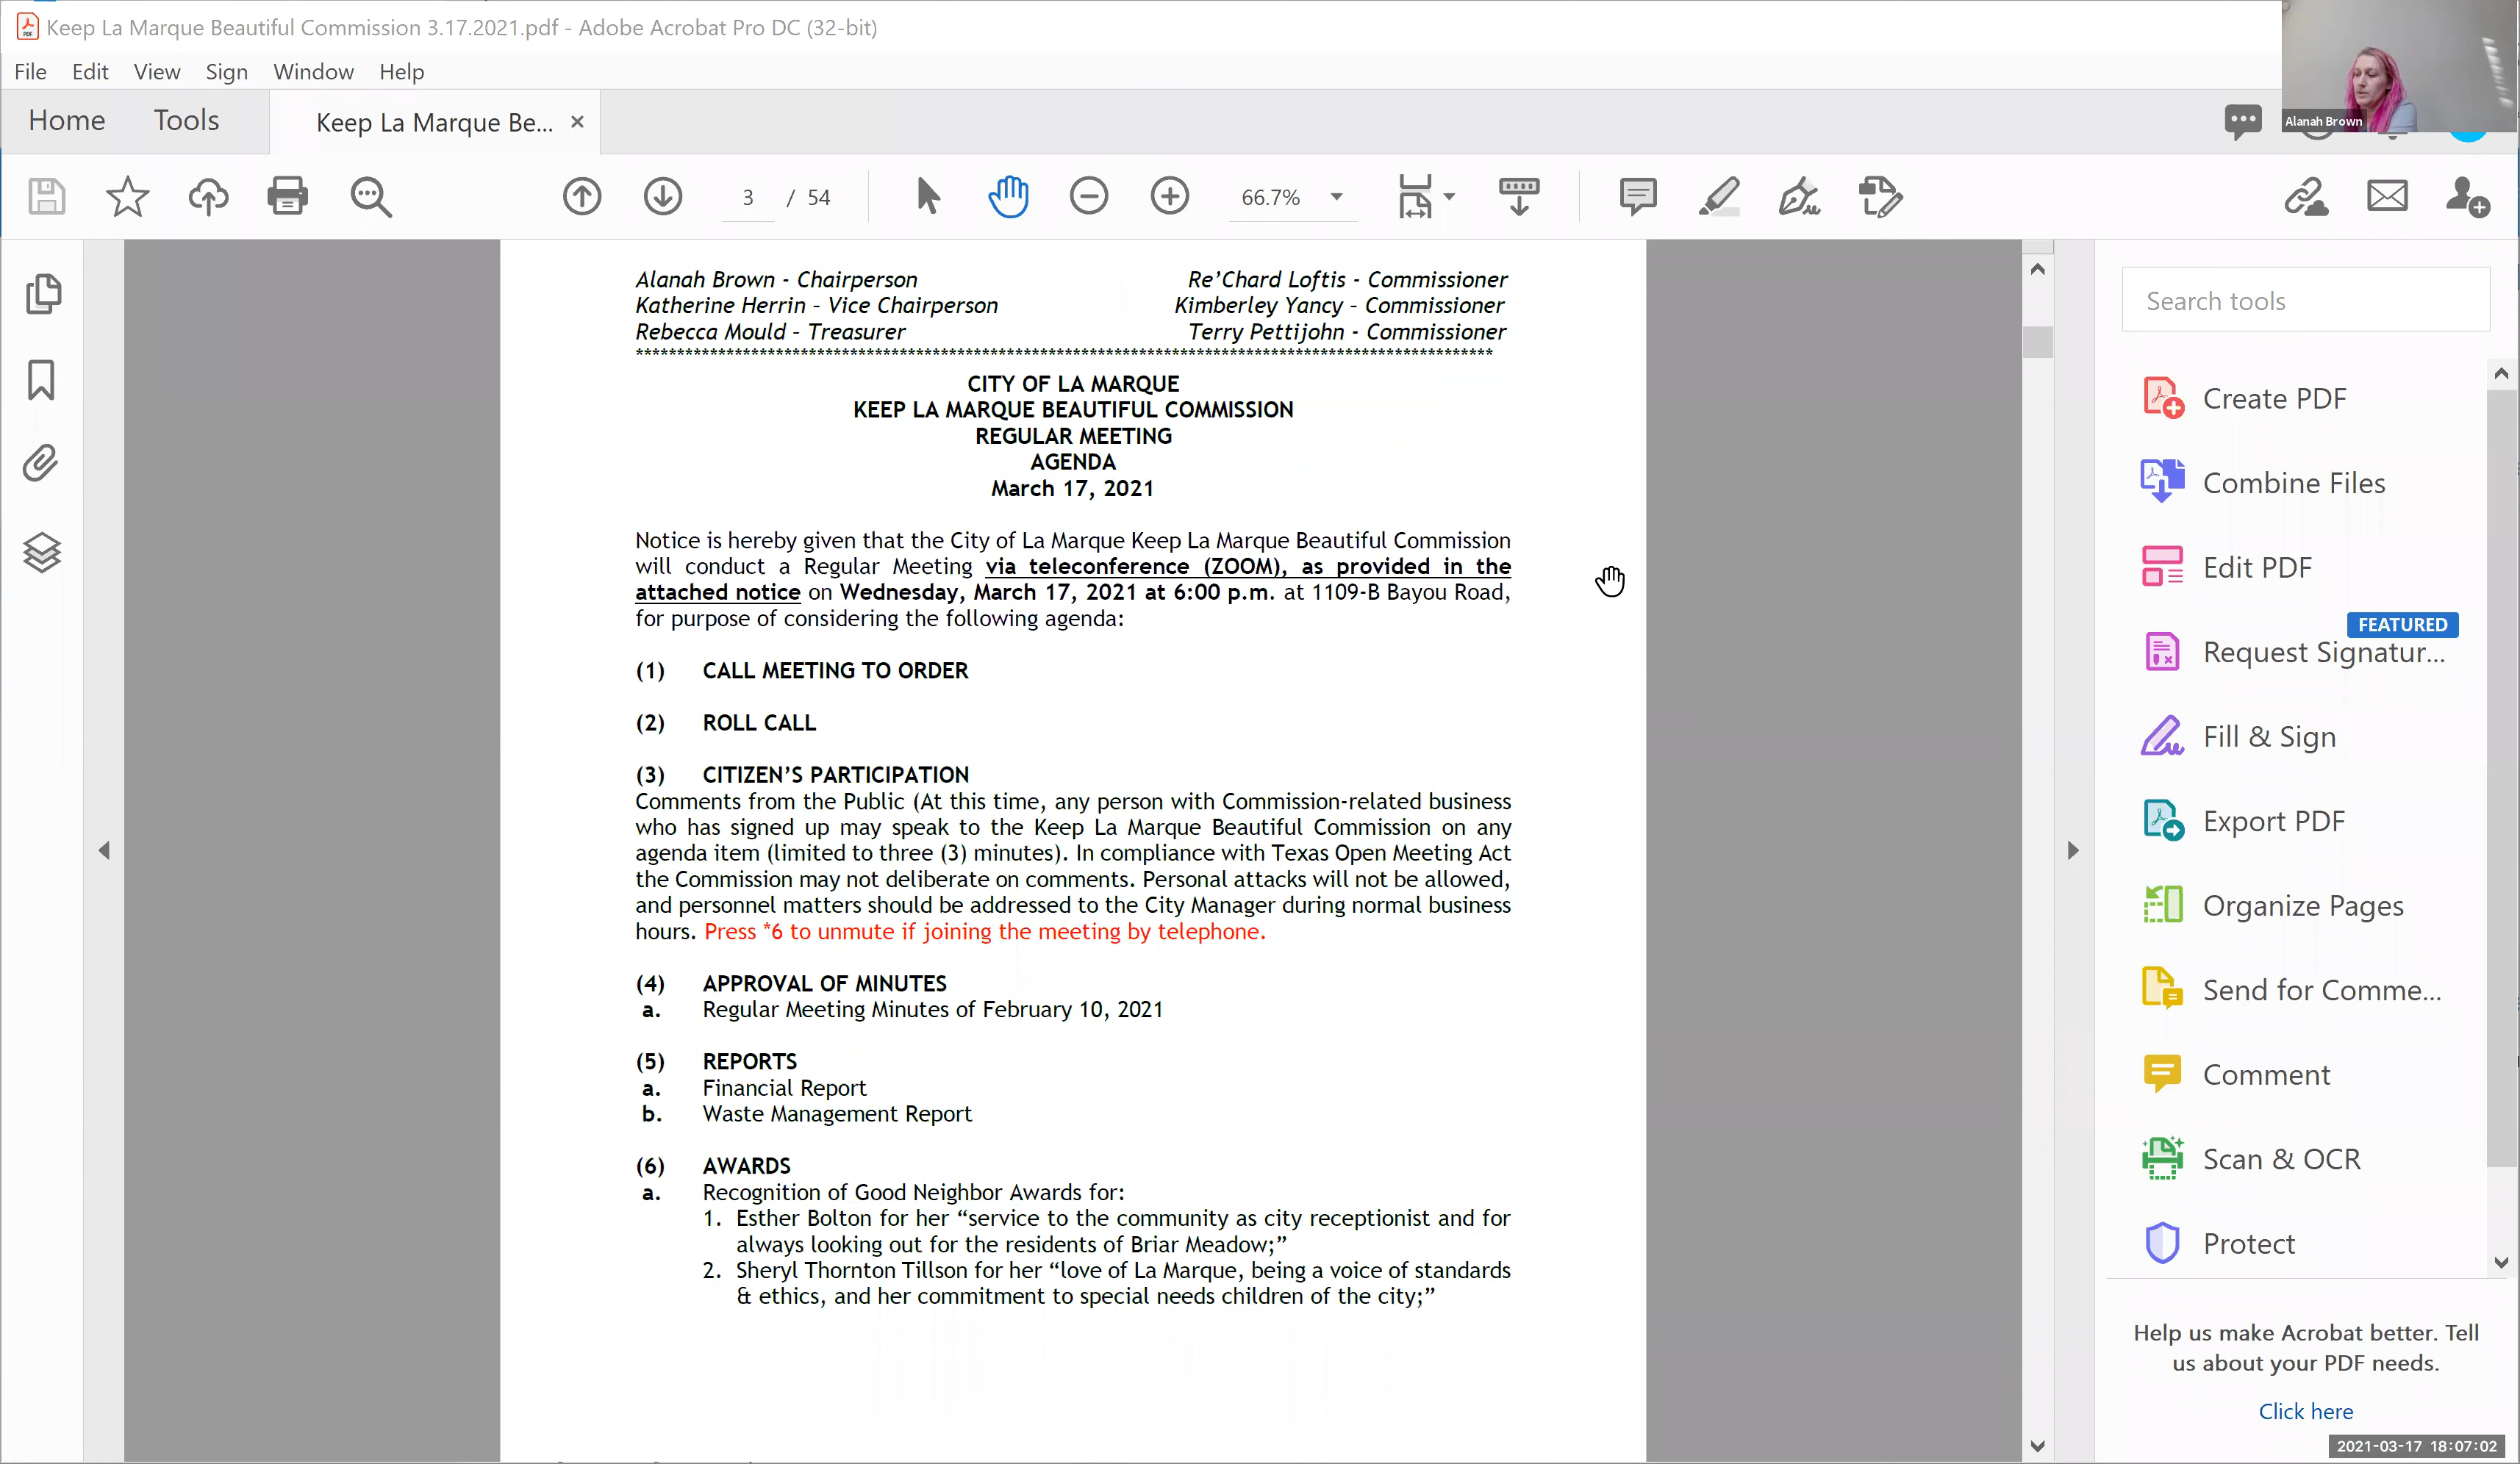 Keep La Marque Beautiful Commission 3.17.2021.pdf - Adobe Acrobat Pro DC (32-bit)
File Edit View Sign Window Help
Home Tools Keep La Marque Be... ×
Alanah Brown
3 / 54 66.7%
Alanah Brown - Chairperson Re’Chard Loftis - Commissioner
Katherine Herrin – Vice Chairperson Kimberley Yancy – Commissioner
Rebecca Mould – Treasurer Terry Pettijohn - Commissioner
CITY OF LA MARQUE
KEEP LA MARQUE BEAUTIFUL COMMISSION
REGULAR MEETING
AGENDA
March 17, 2021
Notice is hereby given that the City of La Marque Keep La Marque Beautiful Commission
will conduct a Regular Meeting via teleconference (ZOOM), as provided in the
attached notice on Wednesday, March 17, 2021 at 6:00 p.m. at 1109-B Bayou Road,
for purpose of considering the following agenda:
(1) CALL MEETING TO ORDER
(2) ROLL CALL
(3) CITIZEN’S PARTICIPATION
Comments from the Public (At this time, any person with Commission-related business
who has signed up may speak to the Keep La Marque Beautiful Commission on any
agenda item (limited to three (3) minutes). In compliance with Texas Open Meeting Act
the Commission may not deliberate on comments. Personal attacks will not be allowed,
and personnel matters should be addressed to the City Manager during normal business
hours. Press *6 to unmute if joining the meeting by telephone.
(4) APPROVAL OF MINUTES
a. Regular Meeting Minutes of February 10, 2021
(5) REPORTS
a. Financial Report
b. Waste Management Report
(6) AWARDS
a. Recognition of Good Neighbor Awards for:
1. Esther Bolton for her “service to the community as city receptionist and for
always looking out for the residents of Briar Meadow;”
2. Sheryl Thornton Tillson for her “love of La Marque, being a voice of standards
& ethics, and her commitment to special needs children of the city;”
Search tools
Create PDF
Combine Files
Edit PDF
FEATURED
Request Signatur...
Fill & Sign
Export PDF
Organize Pages
Send for Comme...
Comment
Scan & OCR
Protect
Help us make Acrobat better. Tell
us about your PDF needs.
Click here
2021-03-17 18:07:02